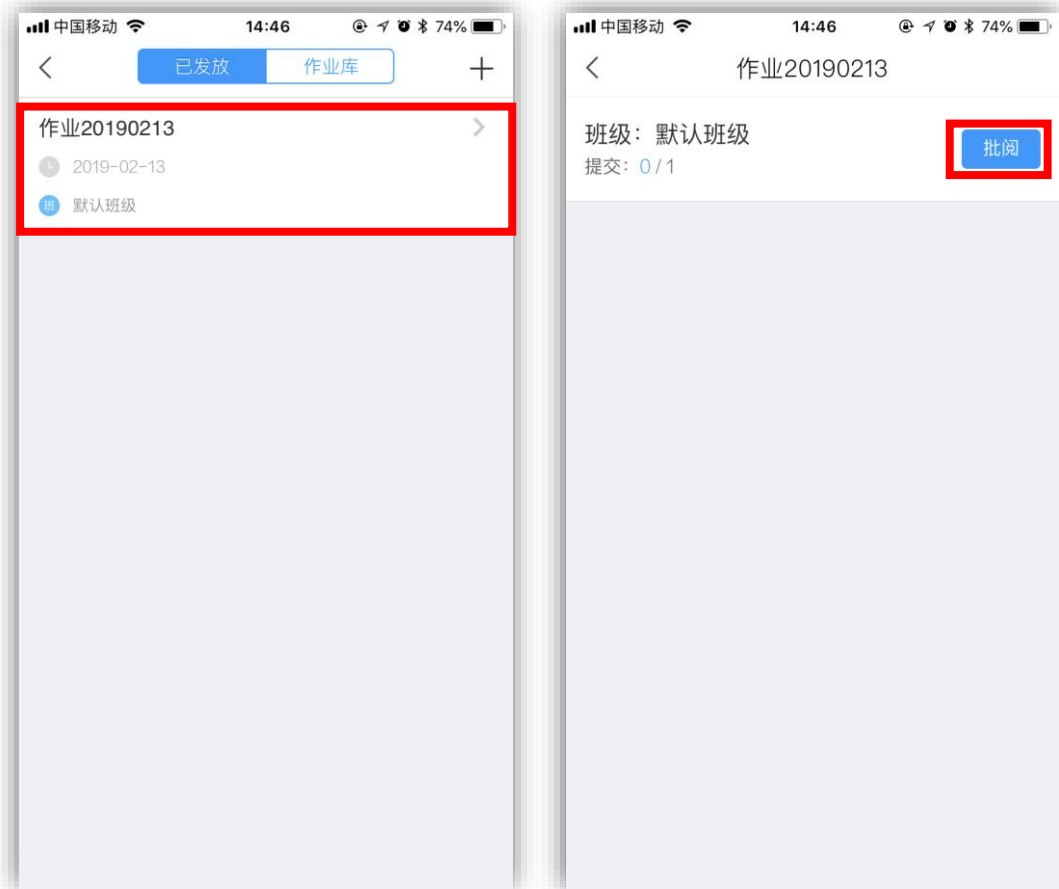 中国移动 14:46 74%
已发放 作业库
作业20190213
2019-02-13
班 默认班级
中国移动 14:46 74%
作业20190213
班级：默认班级
批阅
提交：0/1